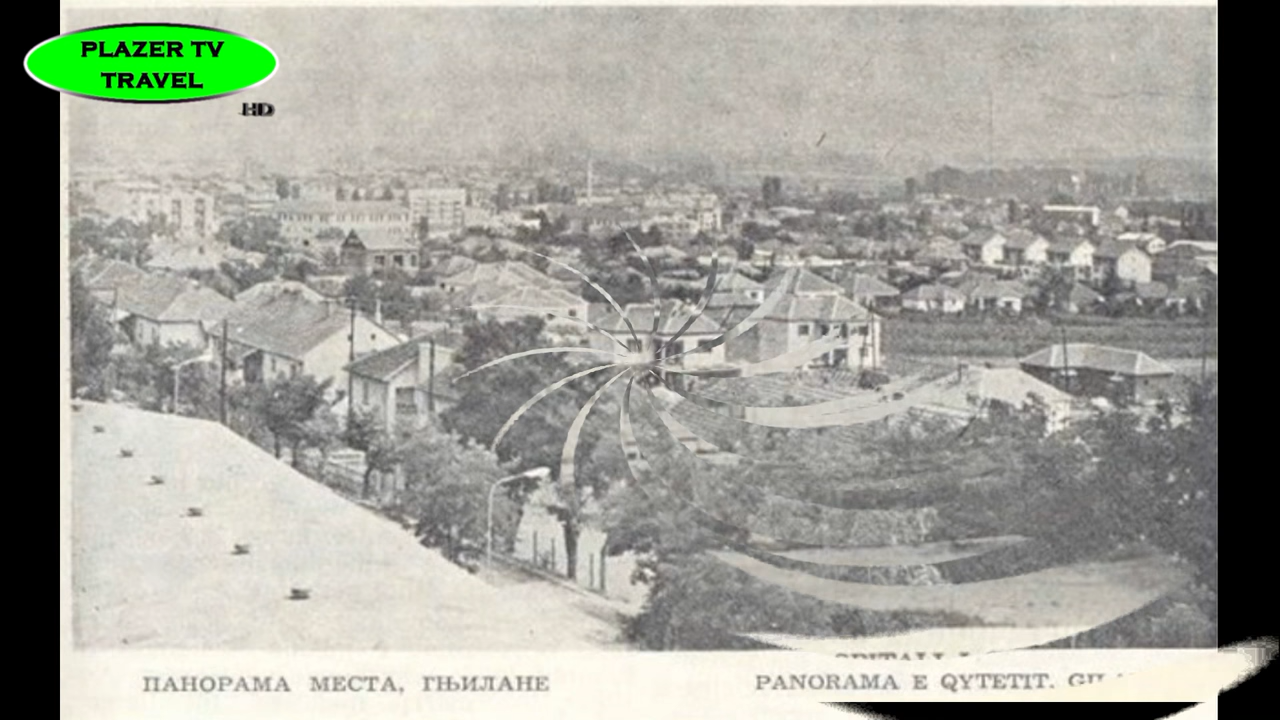 PLAZER TV
TRAVEL
HD
ПАНОРАМА МЕСТА, ГЊИЛАНЕ
PANORAMA E QYTETIT.